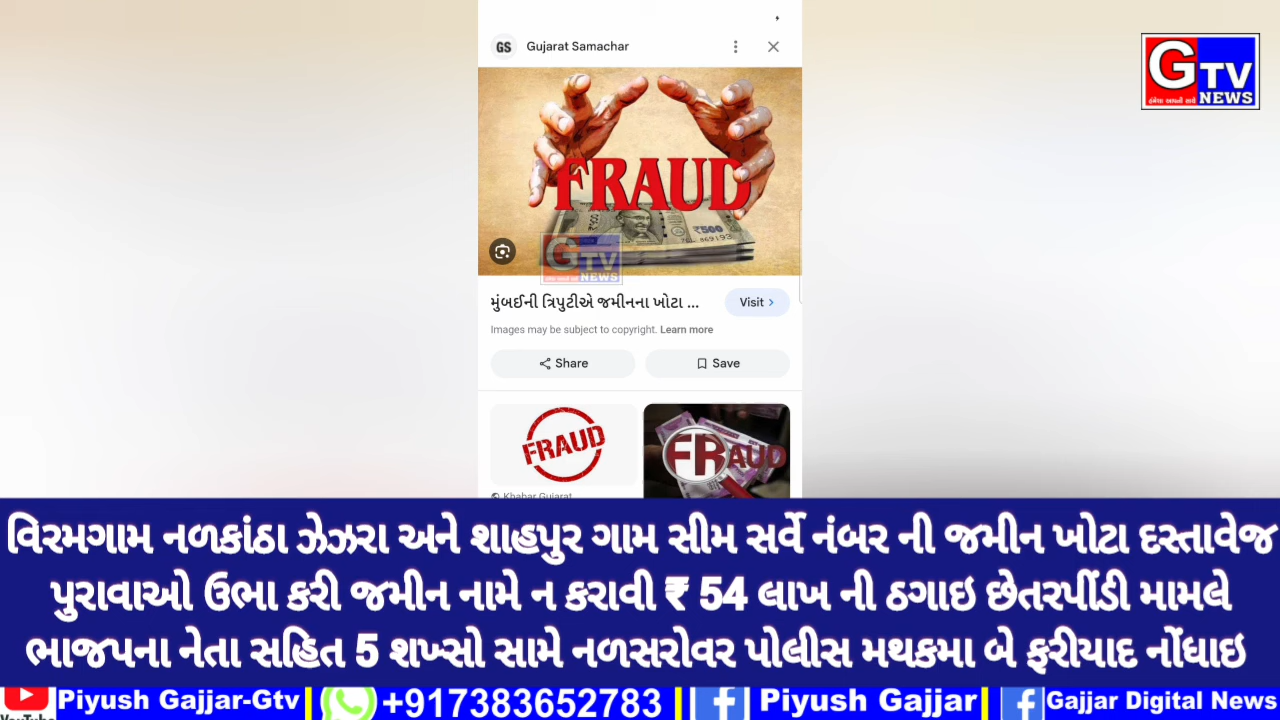 GS Gujarat Samachar
GTV NEWS
FRAUD
₹500
GTV NEWS
મુંબઈની ત્રિપુટીએ જમીનના ખોટા ...
Visit
Images may be subject to copyright. Learn more
Share
Save
FRAUD
FRAUD
Khabar Gujarat
વિરમગામ નળકાંઠા ઝેઝરા અને શાહપુર ગામ સીમ સર્વે નંબર ની જમીન ખોટા દસ્તાવેજ
પુરાવાઓ ઉભા કરી જમીન નામે ન કરાવી ₹ 54 લાખ ની ઠગાઇ છેતરપીંડી મામલે
ભાજપના નેતા સહિત 5 શખ્સો સામે નળસરોવર પોલીસ મથકમા બે ફરીયાદ નોંધાઇ
Piyush Gajjar-Gtv
+917383652783
Piyush Gajjar
Gajjar Digital News
YouTube